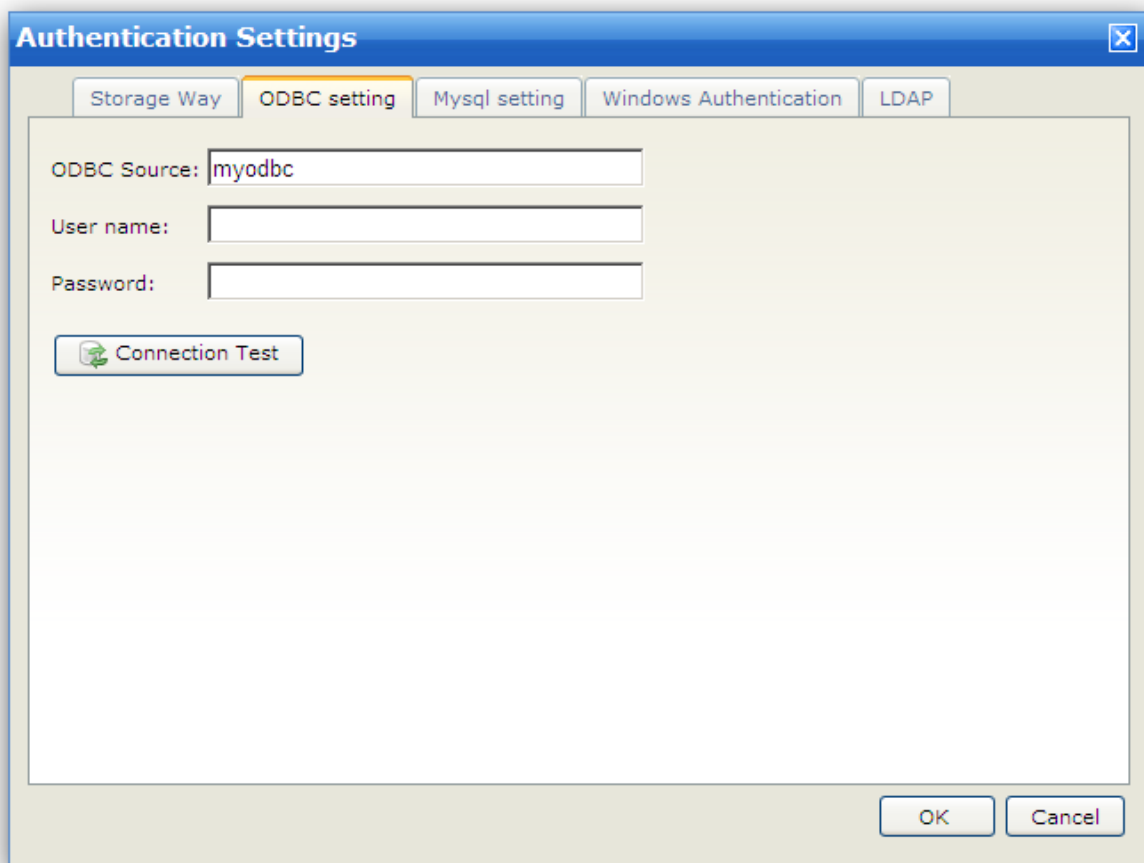 Authentication Settings
Storage Way ODBC setting Mysql setting Windows Authentication LDAP
ODBC Source: myodbc
User name:
Password:
Connection Test
OK Cancel